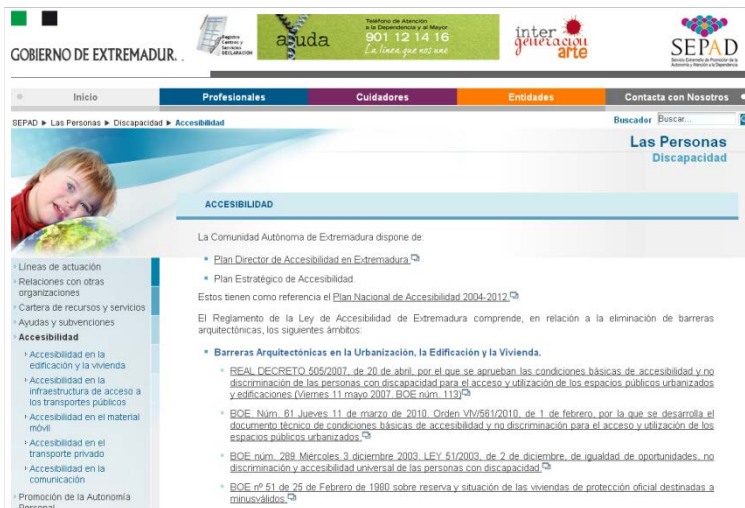 GOBIERNO DE EXTREMADUR. .
Registro
Centros y
Servicios
DECLARACIÓN
ayuda
Teléfono de Atención
a la Dependencia y al Mayor
901 12 14 16
La línea que nos une
inter
generación
arte
SEPAD
Servicio Extremeño de Promoción de la
Autonomía y Atención a la Dependencia
Inicio
Profesionales
Cuidadores
Entidades
Contacta con Nosotros
SEPAD ▶ Las Personas ▶ Discapacidad ▶ Accesibilidad
Buscador Buscar...
Las Personas
Discapacidad
ACCESIBILIDAD
Líneas de actuación
Relaciones con otras
organizaciones
Cartera de recursos y servicios
Ayudas y subvenciones
Accesibilidad
Accesibilidad en la
edificación y la vivienda
Accesibilidad en la
infraestructura de acceso a
los transportes públicos
Accesibilidad en el material
móvil
Accesibilidad en el
transporte privado
Accesibilidad en la
comunicación
Promoción de la Autonomía
Personal
La Comunidad Autónoma de Extremadura dispone de:
Plan Director de Accesibilidad en Extremadura.
Plan Estratégico de Accesibilidad.
Estos tienen como referencia el Plan Nacional de Accesibilidad 2004-2012.
El Reglamento de la Ley de Accesibilidad de Extremadura comprende, en relación a la eliminación de barreras
arquitectónicas, los siguientes ámbitos:
Barreras Arquitectónicas en la Urbanización, la Edificación y la Vivienda.
REAL DECRETO 505/2007, de 20 de abril, por el que se aprueban las condiciones básicas de accesibilidad y no
discriminación de las personas con discapacidad para el acceso y utilización de los espacios públicos urbanizados
y edificaciones (Viernes 11 mayo 2007. BOE núm. 113)
BOE. Núm. 61 Jueves 11 de marzo de 2010. Orden VIV/561/2010, de 1 de febrero, por la que se desarrolla el
documento técnico de condiciones básicas de accesibilidad y no discriminación para el acceso y utilización de los
espacios públicos urbanizados.
BOE núm. 289 Miércoles 3 diciembre 2003. LEY 51/2003, de 2 de diciembre, de igualdad de oportunidades, no
discriminación y accesibilidad universal de las personas con discapacidad.
BOE nº 51 de 25 de Febrero de 1980 sobre reserva y situación de las viviendas de protección oficial destinadas a
minusválidos.